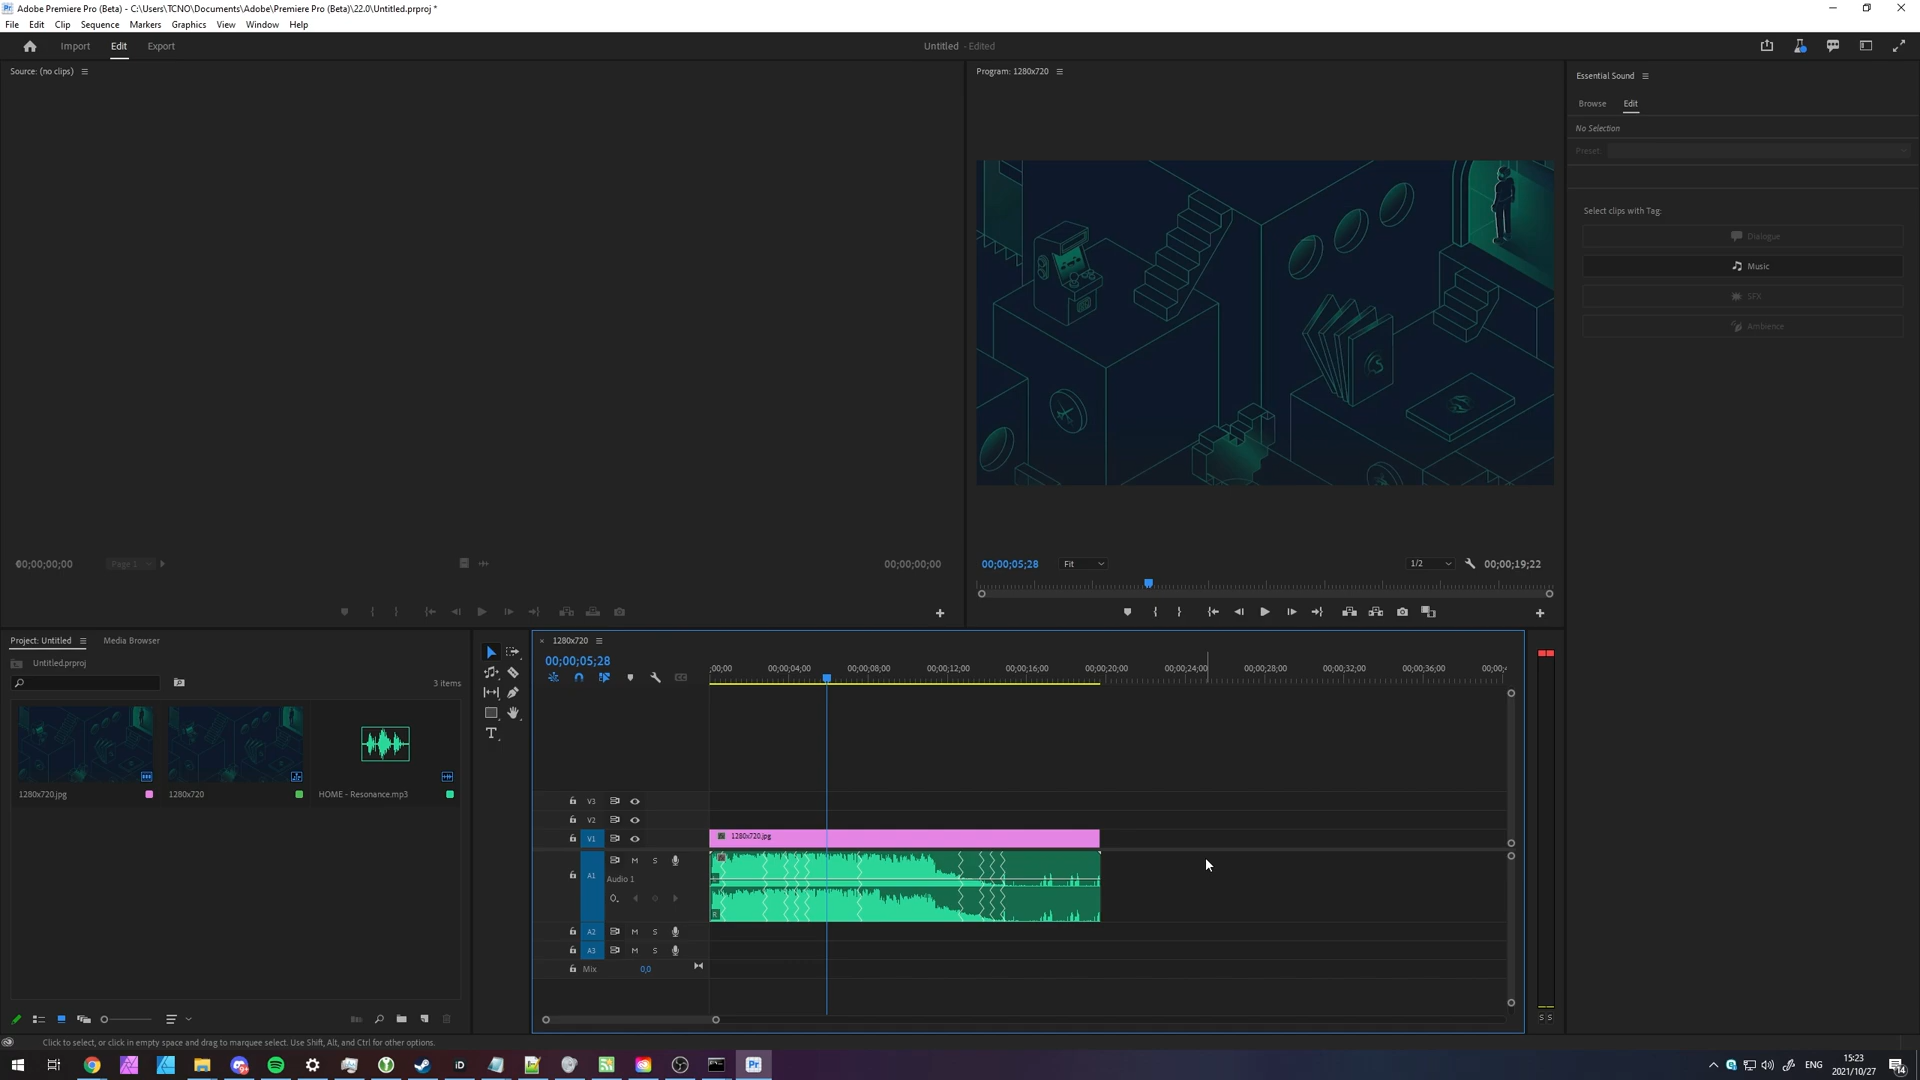 Adobe Premiere Pro (Beta) - C:\Users\TCNO\Documents\Adobe\Premiere Pro (Beta)\22.0\Untitled.prproj *
File Edit Clip Sequence Markers Graphics View Window Help
Import Edit Export
Untitled - Edited
Source: (no clips)
Program: 1280x720
Essential Sound
Browse Edit
No Selection
Preset:
Select clips with Tag:
Dialogue
Music
SFX
Ambience
00;00;00;00
Page 1
00;00;00;00
00;00;05;28
Fit
1/2
00;00;19;22
Project: Untitled
Media Browser
Untitled.prproj
3 items
1280x720.jpg
1280x720
HOME - Resonance.mp3
1280x720
00;00;05;28
;00;00 00;00;04;00 00;00;08;00 00;00;12;00 00;00;16;00 00;00;20;00 00;00;24;00 00;00;28;00 00;00;32;00 00;00;36;00 00;00;4
V3
V2
V1
1280x720.jpg
M S
A1
Audio 1
L
R
A2 M S
A3 M S
Mix 0,0
S S
Click to select, or click in empty space and drag to marquee select. Use Shift, Alt, and Ctrl for other options.
ENG
15:23
2021/10/27
14